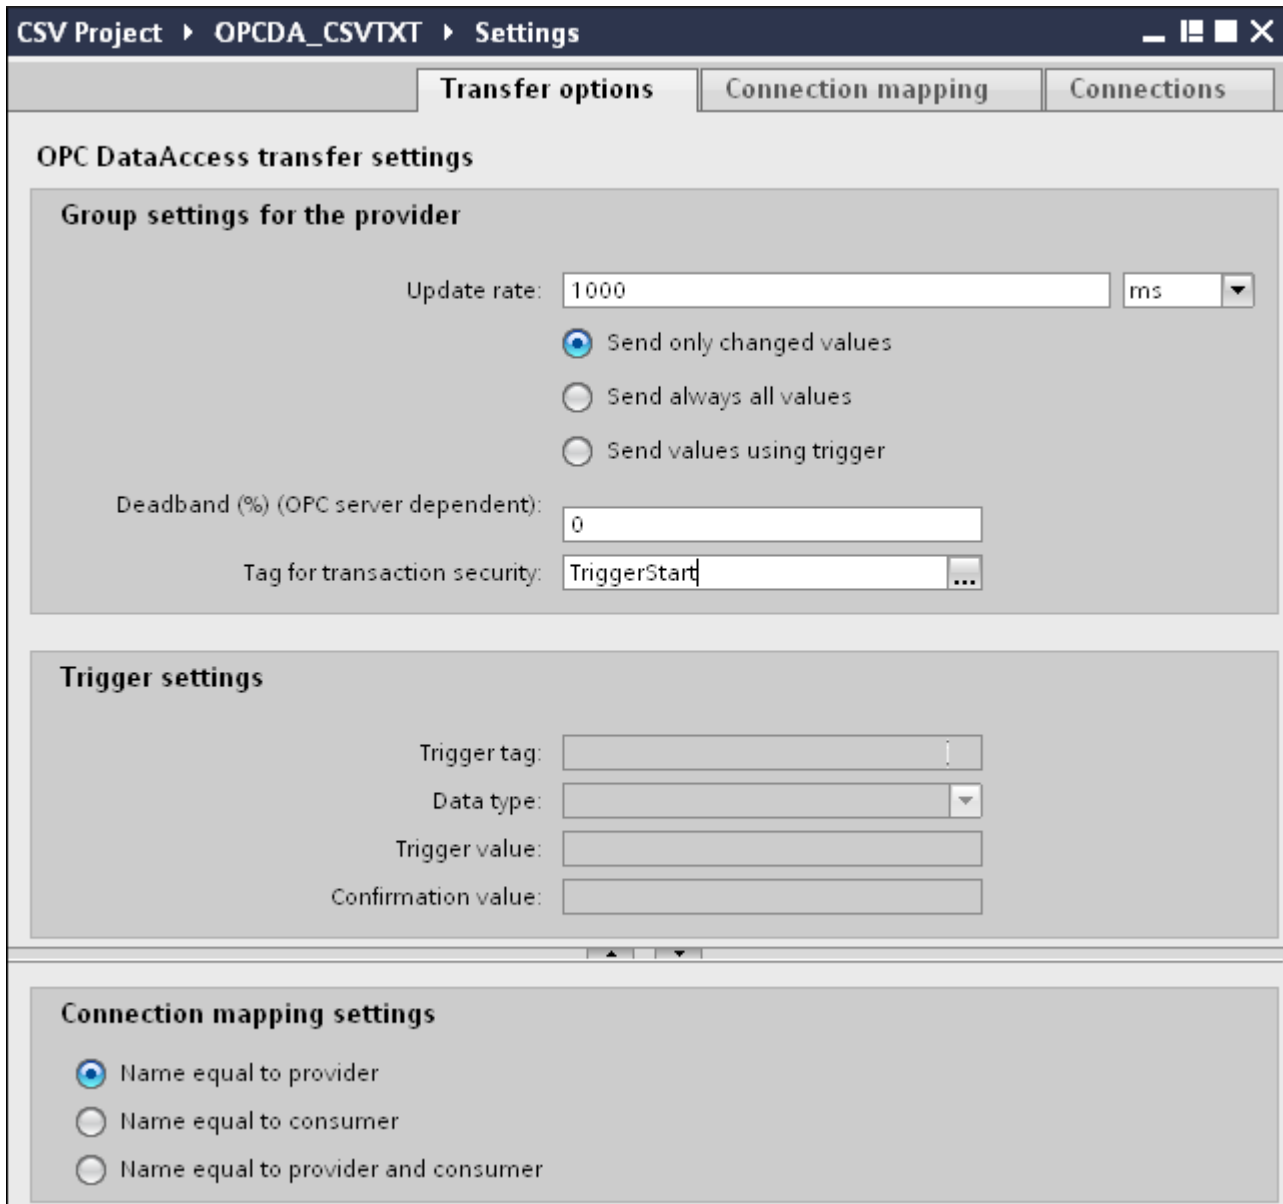 CSV Project ▸ OPCDA_CSVTXT ▸ Settings
Transfer options Connection mapping Connections
OPC DataAccess transfer settings
Group settings for the provider
Update rate: 1000 ms
Send only changed values
Send always all values
Send values using trigger
Deadband (%) (OPC server dependent):
0
Tag for transaction security: TriggerStart ...
Trigger settings
Trigger tag:
Data type:
Trigger value:
Confirmation value:
Connection mapping settings
Name equal to provider
Name equal to consumer
Name equal to provider and consumer